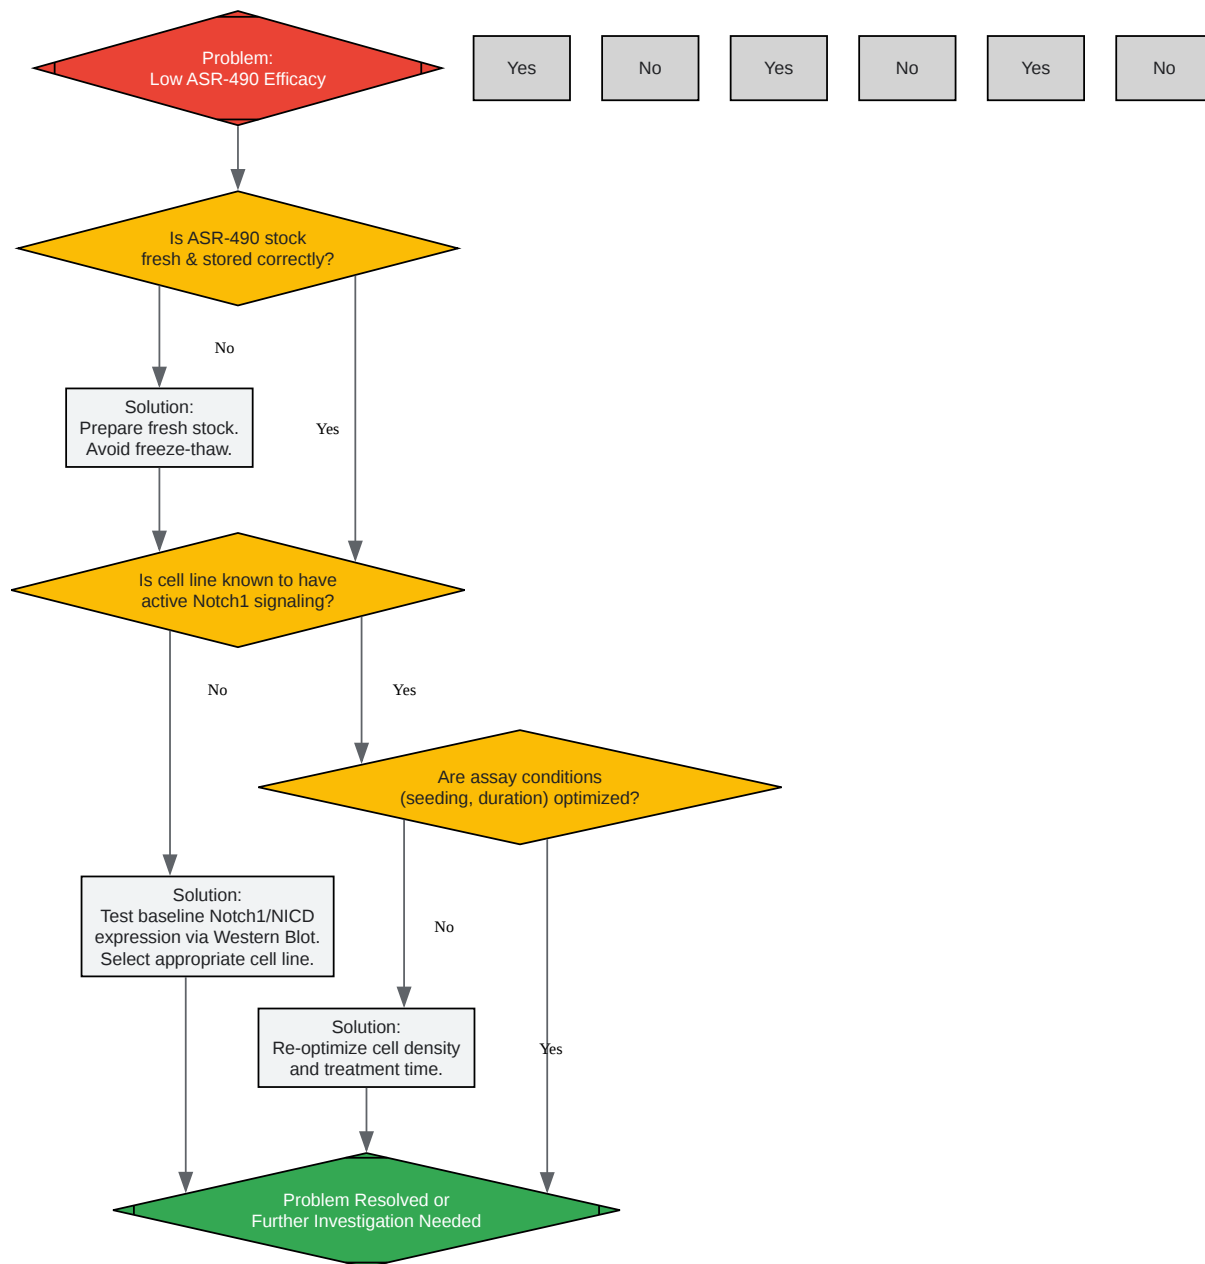 Problem:
Low ASR-490 Efficacy
Yes
No
Yes
No
Yes
No
Is ASR-490 stock
fresh & stored correctly?
No
Solution:
Prepare fresh stock.
Avoid freeze-thaw.
Yes
Is cell line known to have
active Notch1 signaling?
No
Yes
Are assay conditions
(seeding, duration) optimized?
Solution:
Test baseline Notch1/NICD
expression via Western Blot.
Select appropriate cell line.
No
Solution:
Re-optimize cell density
and treatment time.
Yes
Problem Resolved or
Further Investigation Needed